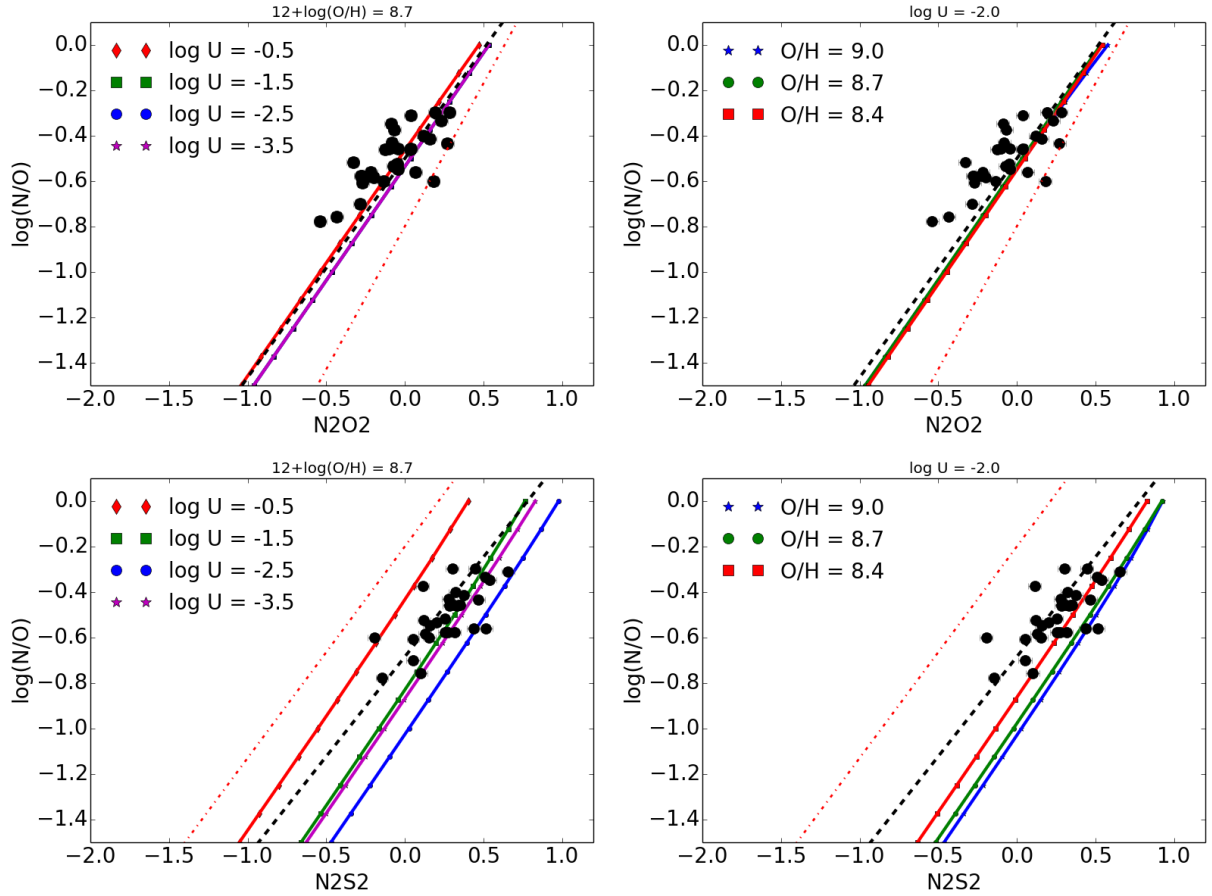 12+log(O/H) = 8.7
0.0
−0.2
−0.4
−0.6
−0.8
−1.0
−1.2
−1.4
log(N/O)
log U = -0.5
log U = -1.5
log U = -2.5
log U = -3.5
−2.0 −1.5 −1.0 −0.5 0.0 0.5 1.0
N2O2
log U = -2.0
0.0
−0.2
−0.4
−0.6
−0.8
−1.0
−1.2
−1.4
log(N/O)
O/H = 9.0
O/H = 8.7
O/H = 8.4
−2.0 −1.5 −1.0 −0.5 0.0 0.5 1.0
N2O2
12+log(O/H) = 8.7
0.0
−0.2
−0.4
−0.6
−0.8
−1.0
−1.2
−1.4
log(N/O)
log U = -0.5
log U = -1.5
log U = -2.5
log U = -3.5
−2.0 −1.5 −1.0 −0.5 0.0 0.5 1.0
N2S2
log U = -2.0
0.0
−0.2
−0.4
−0.6
−0.8
−1.0
−1.2
−1.4
log(N/O)
O/H = 9.0
O/H = 8.7
O/H = 8.4
−2.0 −1.5 −1.0 −0.5 0.0 0.5 1.0
N2S2